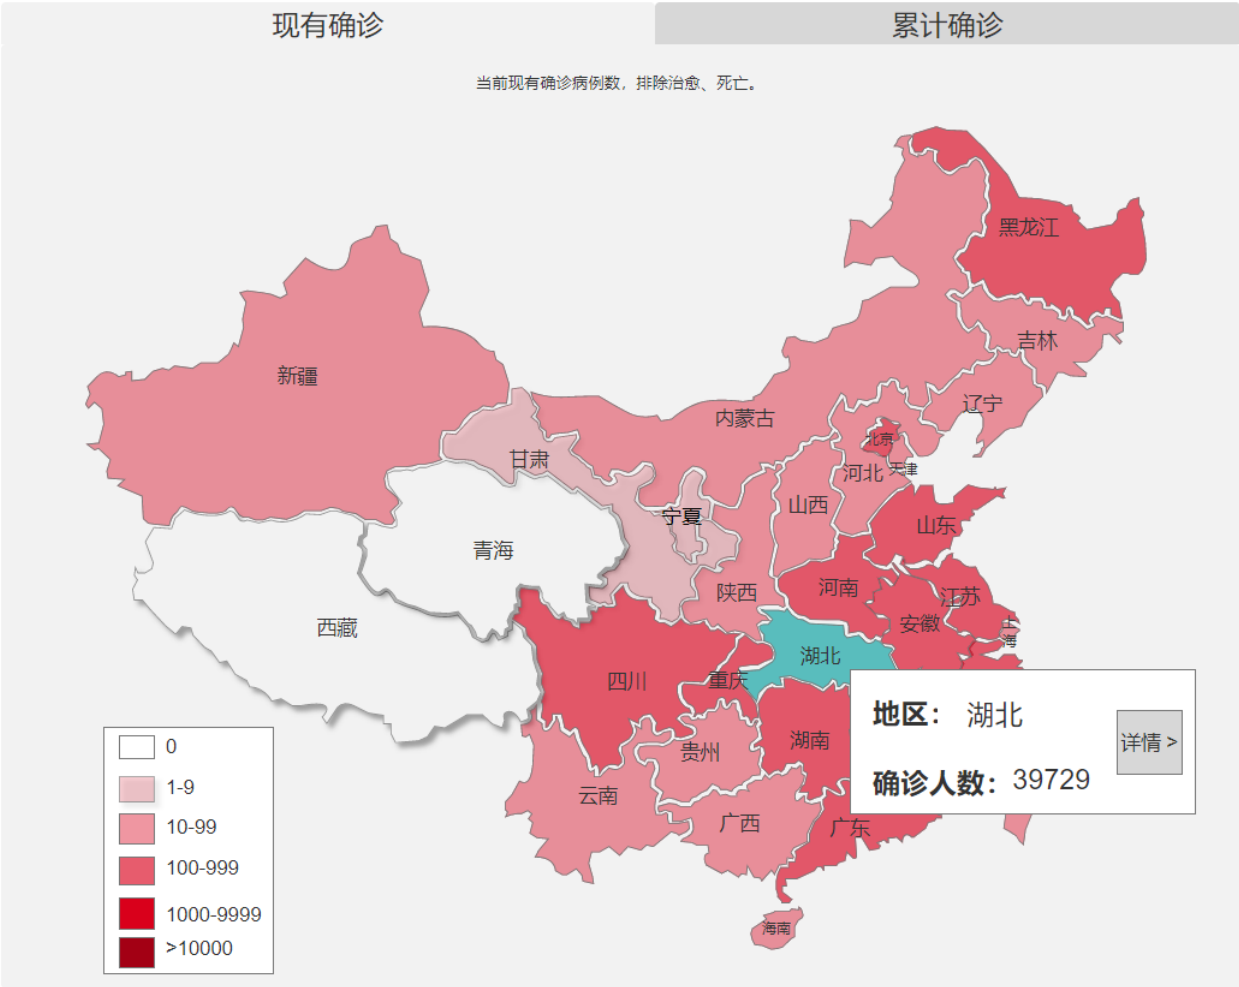 现有确诊
累计确诊
当前现有确诊病例数，排除治愈、死亡。
黑龙江
吉林
新疆
辽宁
内蒙古
北京
甘肃
河北
天津
山西
宁夏
山东
青海
陕西
河南
江苏
安徽
上海
西藏
湖北
四川
重庆
地区： 湖北
湖南
详情 >
贵州
确诊人数：39729
云南
广西
广东
海南
0
1-9
10-99
100-999
1000-9999
>10000